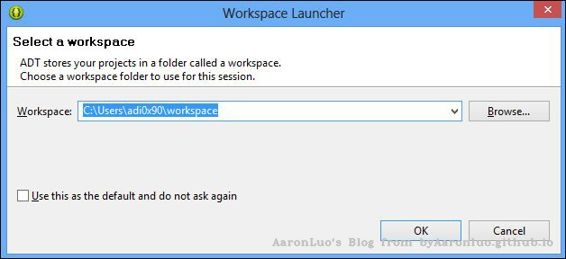 Workspace Launcher
Select a workspace
ADT stores your projects in a folder called a workspace.
Choose a workspace folder to use for this session.
Workspace: C:\Users\adi0x90\workspace Browse...
Use this as the default and do not ask again
OK Cancel
AaronLuo's Blog from byAaronluo.github.io